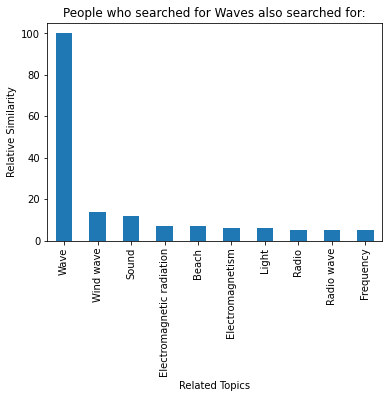 People who searched for Waves also searched for:
Relative Similarity
100
80
60
40
20
0
Wave
Wind wave
Sound
Electromagnetic radiation
Beach
Electromagnetism
Light
Radio
Radio wave
Frequency
Related Topics